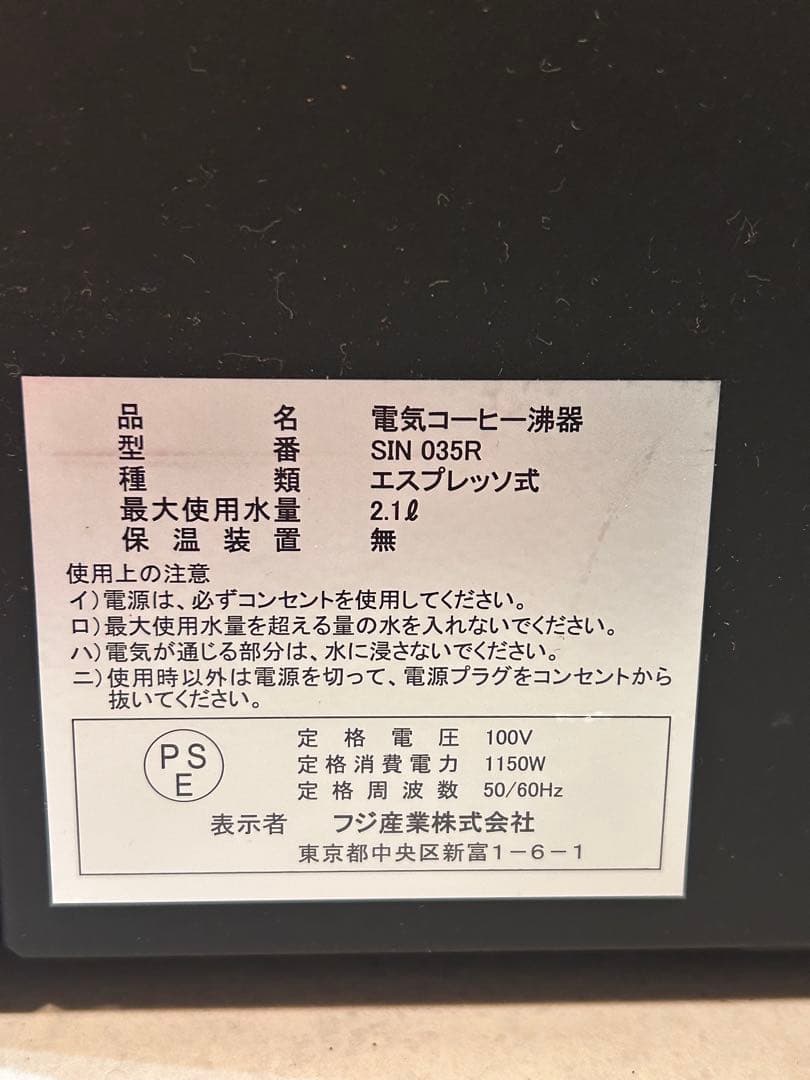 品名 電気コーヒー沸器
型番 SIN 035R
種類 エスプレッソ式
最大使用水量 2.1ℓ
保温装置 無
使用上の注意
イ)電源は、必ずコンセントを使用してください。
ロ)最大使用水量を超える量の水を入れないでください。
ハ)電気が通じる部分は、水に浸さないでください。
ニ)使用時以外は電源を切って、電源プラグをコンセントから
抜いてください。
PS
E
定格電圧 100V
定格消費電力 1150W
定格周波数 50/60Hz
表示者 フジ産業株式会社
東京都中央区新富1-6-1